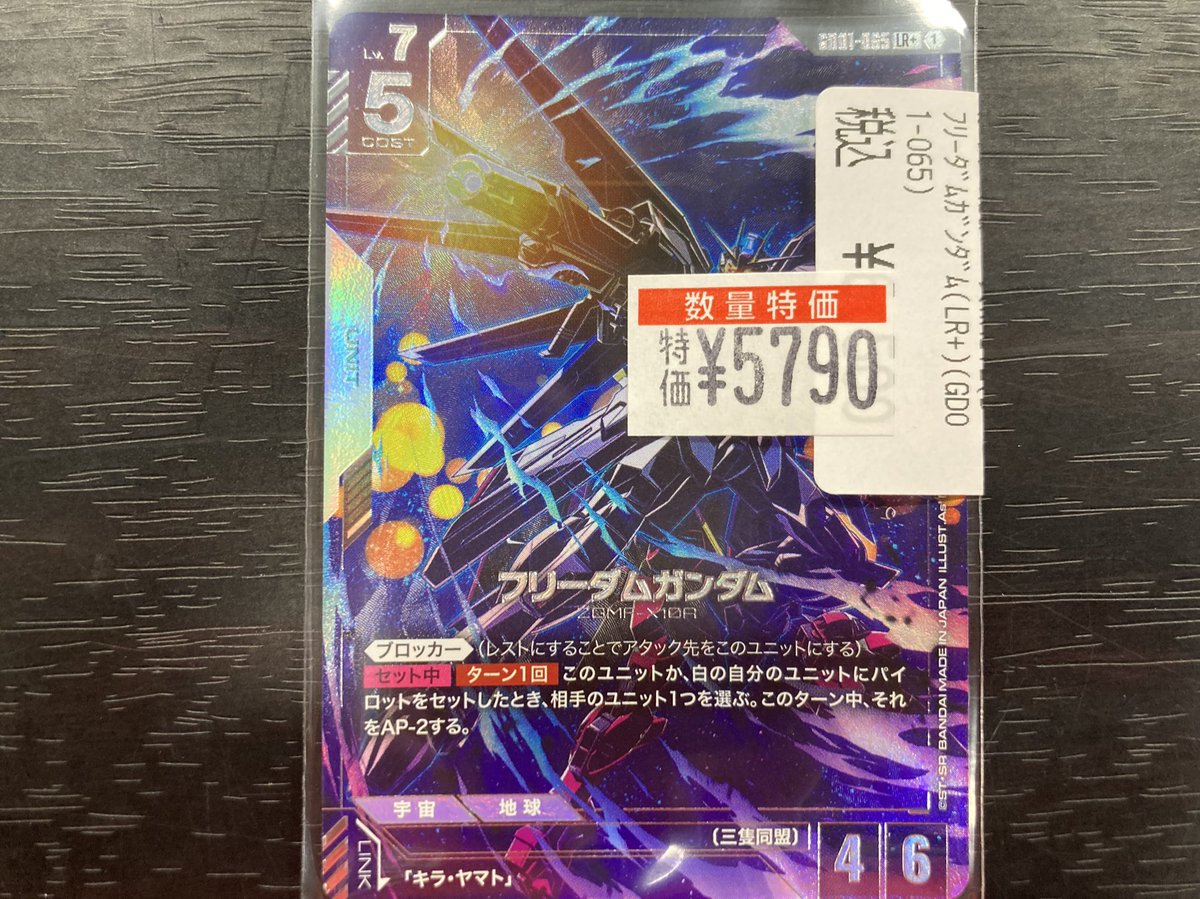 Lv. 7
5
COST
GD01-065 LR+ 1
UNIT
フリーダムガンダム(LR+)(GD0
1-065)
税込
¥
数量特価
特価 ¥5790
フリーダムガンダム
ZGMF-X10A
ブロッカー (レストにすることでアタック先をこのユニットにする)
セット中 ターン1回 このユニットか、白の自分のユニットにパイ
ロットをセットしたとき、相手のユニット1つを選ぶ。このターン中、それ
をAP-2する。
宇宙 地球
〔三隻同盟〕
LINK
「キラ・ヤマト」
4 6
©ST・SR BANDAI MADE IN JAPAN ILLUST.As